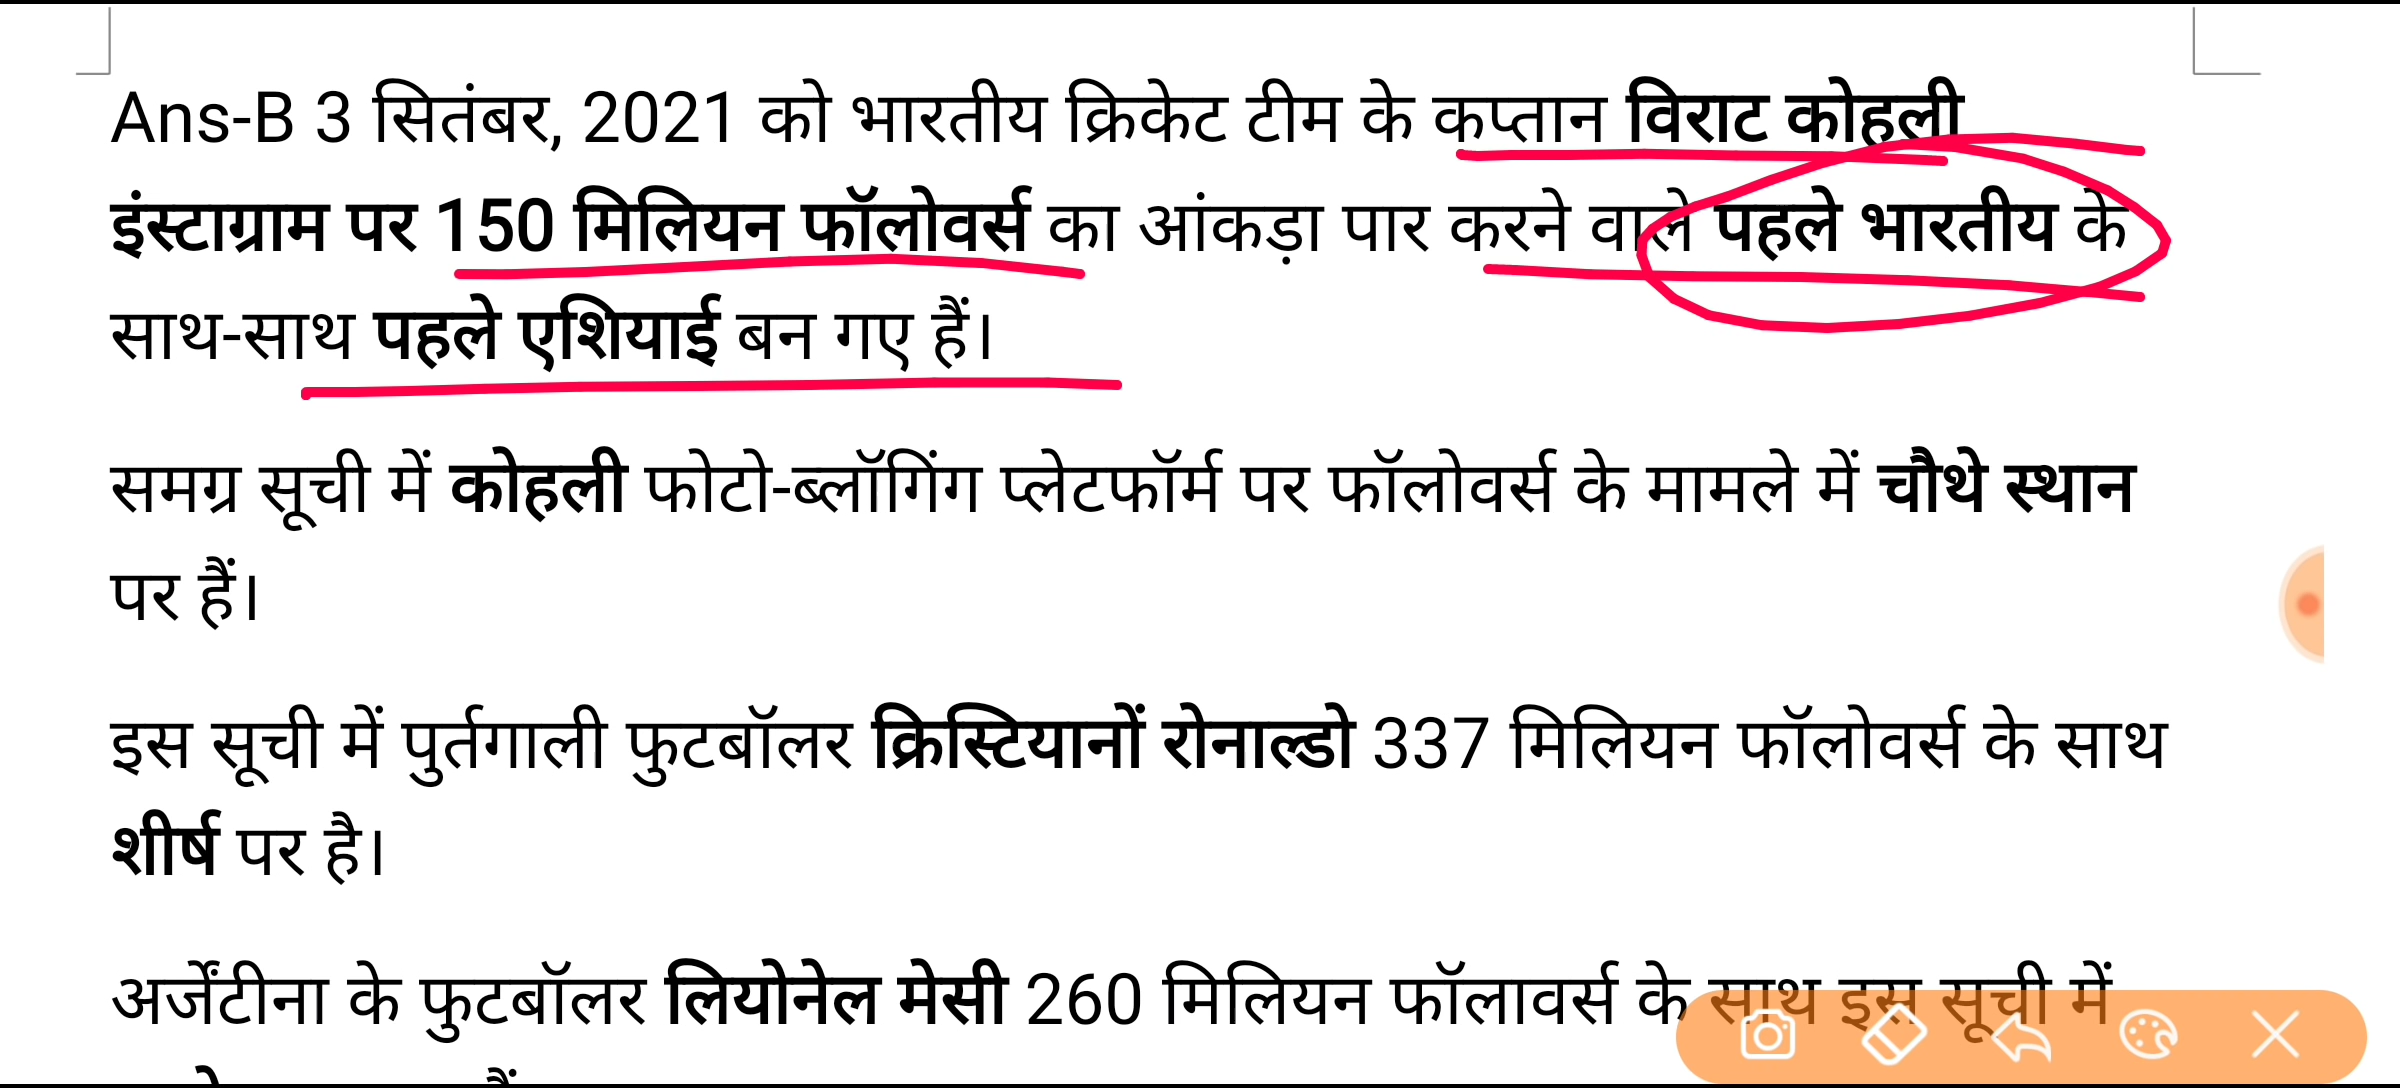 Ans-B 3 सितंबर, 2021 को भारतीय क्रिकेट टीम के कप्तान विराट कोहली
इंस्टाग्राम पर 150 मिलियन फॉलोवर्स का आंकड़ा पार करने वाले पहले भारतीय के
साथ-साथ पहले एशियाई बन गए हैं।
समग्र सूची में कोहली फोटो-ब्लॉगिंग प्लेटफॉर्म पर फॉलोवर्स के मामले में चौथे स्थान
पर हैं।
इस सूची में पुर्तगाली फुटबॉलर क्रिस्टियानों रोनाल्डो 337 मिलियन फॉलोवर्स के साथ
शीर्ष पर है।
अर्जेंटीना के फुटबॉलर लियोनेल मेसी 260 मिलियन फॉलावर्स के साथ इस सूची में